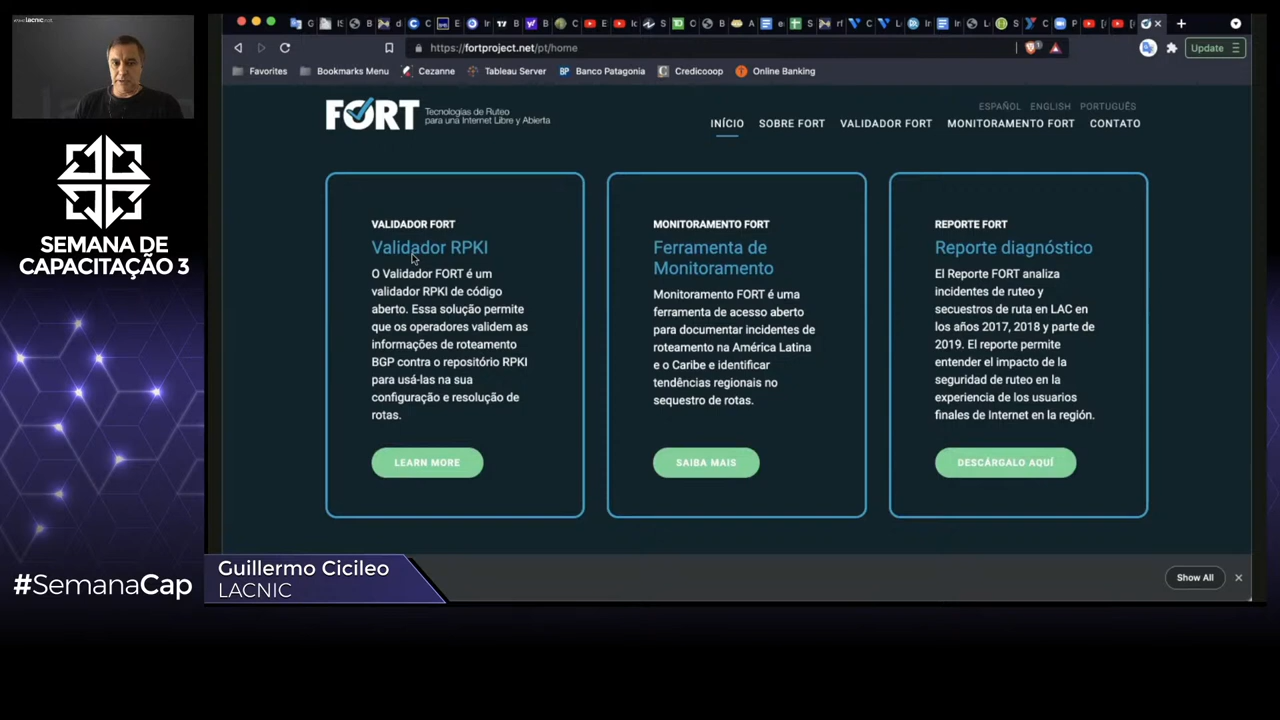 SEMANA DE
CAPACITAÇÃO 3
#SemanaCap
https://fortproject.net/pt/home
Update
Favorites
Bookmarks Menu
Cezanne
Tableau Server
Banco Patagonia
Credicooop
Online Banking
FORT
Tecnologías de Ruteo
para una Internet Libre y Abierta
ESPAÑOL ENGLISH PORTUGUÊS
INÍCIO SOBRE FORT VALIDADOR FORT MONITORAMENTO FORT CONTATO
VALIDADOR FORT
Validador RPKI
O Validador FORT é um
validador RPKI de código
aberto. Essa solução permite
que os operadores validem as
informações de roteamento
BGP contra o repositório RPKI
para usá-las na sua
configuração e resolução de
rotas.
LEARN MORE
MONITORAMENTO FORT
Ferramenta de
Monitoramento
Monitoramento FORT é uma
ferramenta de acesso aberto
para documentar incidentes de
roteamento na América Latina
e o Caribe e identificar
tendências regionais no
sequestro de rotas.
SAIBA MAIS
REPORTE FORT
Reporte diagnóstico
El Reporte FORT analiza
incidentes de ruteo y
secuestros de ruta en LAC en
los años 2017, 2018 y parte de
2019. El reporte permite
entender el impacto de la
seguridad de ruteo en la
experiencia de los usuarios
finales de Internet en la región.
DESCÁRGALO AQUÍ
Show All
Guillermo Cicileo
LACNIC